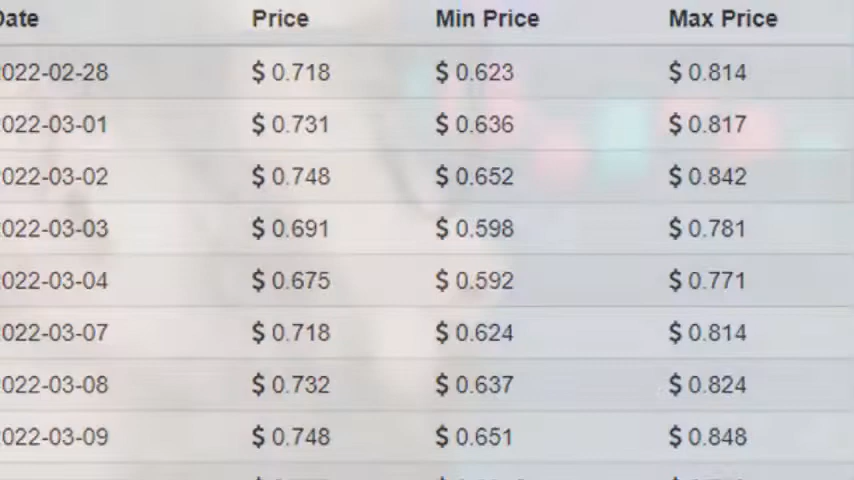 Date Price Min Price Max Price
2022-02-28 $ 0.718 $ 0.623 $ 0.814
2022-03-01 $ 0.731 $ 0.636 $ 0.817
2022-03-02 $ 0.748 $ 0.652 $ 0.842
2022-03-03 $ 0.691 $ 0.598 $ 0.781
2022-03-04 $ 0.675 $ 0.592 $ 0.771
2022-03-07 $ 0.718 $ 0.624 $ 0.814
2022-03-08 $ 0.732 $ 0.637 $ 0.824
2022-03-09 $ 0.748 $ 0.651 $ 0.848